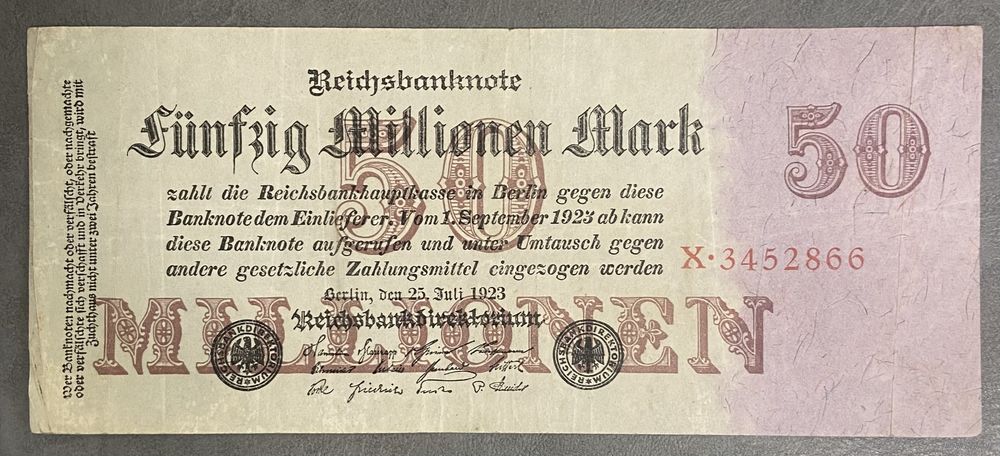 Reichsbanknote
Fünfzig Millionen Mark
50
50
zahlt die Reichsbankhauptkasse in Berlin gegen diese
Banknote dem Einlieferer. Vom 1. September 1923 ab kann
diese Banknote aufgerufen und unter Umtausch gegen
andere gesetzliche Zahlungsmittel eingezogen werden
X·3452866
Berlin, den 25. Juli 1923
Reichsbankdirektorium
MILLIONEN
REICHSBANKDIREKTORIUM
REICHSBANKDIREKTORIUM
Wer Banknoten nachmacht oder verfälscht, oder nachgemachte
oder verfälschte sich verschafft und in Verkehr bringt, wird mit
Zuchthaus nicht unter zwei Jahren bestraft